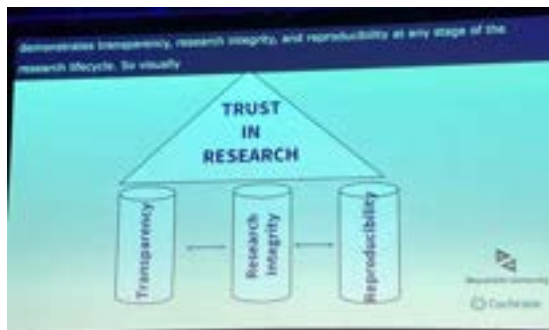 demonstrates transparency, research integrity, and reproducibility at any stage of the
research lifecycle. So visually
TRUST
IN
RESEARCH
Transparency
Research
Integrity
Reproducibility
Cochrane